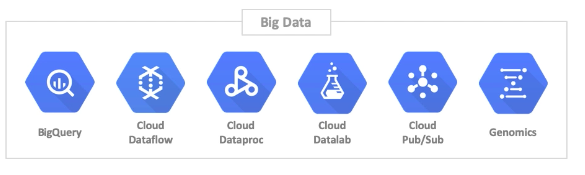 Big Data
BigQuery
Cloud
Dataflow
Cloud
Dataproc
Cloud
Datalab
Cloud
Pub/Sub
Genomics